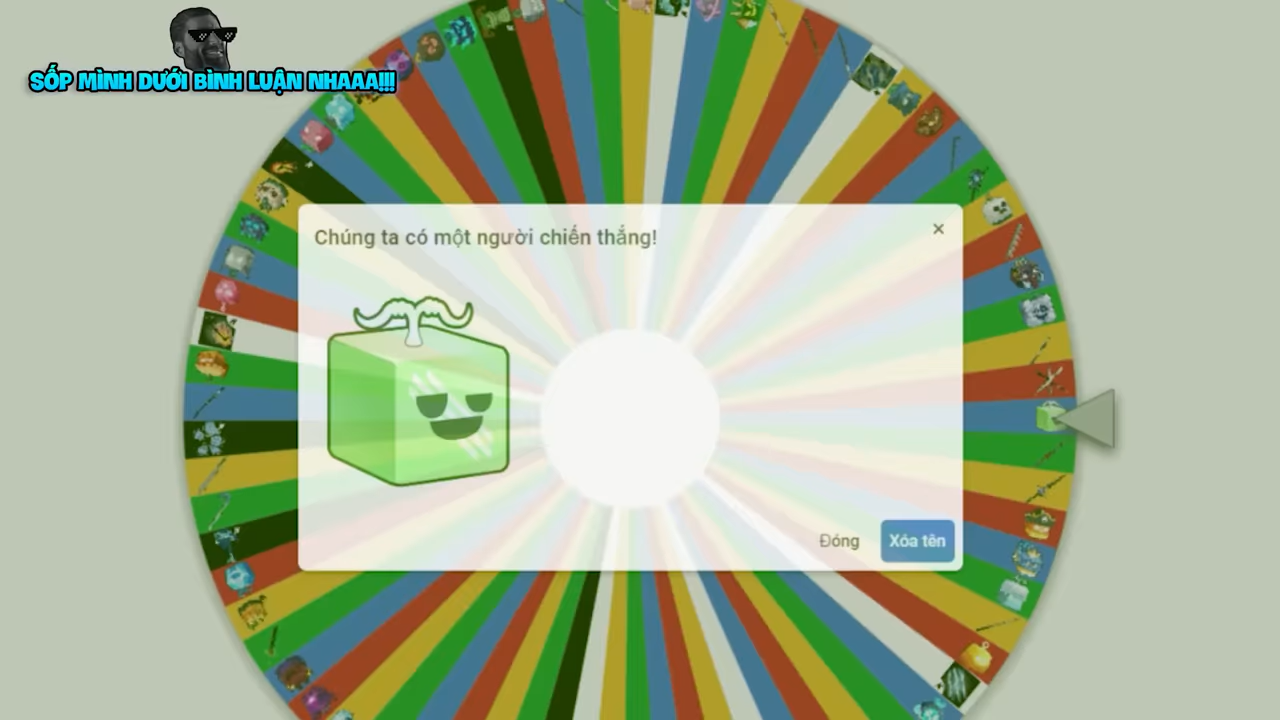 SỐP MÌNH DƯỚI BÌNH LUẬN NHAAA!!!
Chúng ta có một người chiến thắng!
×
Đóng
Xóa tên